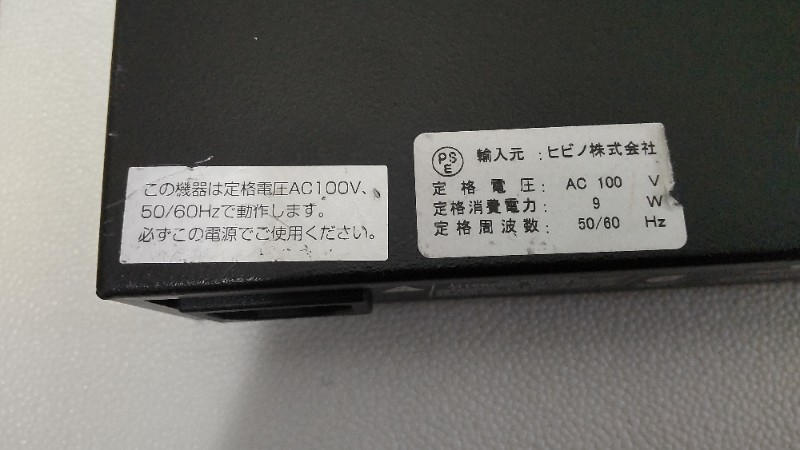 この機器は定格電圧AC100V、
50/60Hzで動作します。
必ずこの電源でご使用ください。
PSE 輸入元 : ヒビノ株式会社
定格電圧: AC 100 V
定格消費電力: 9 W
定格周波数: 50/60 Hz